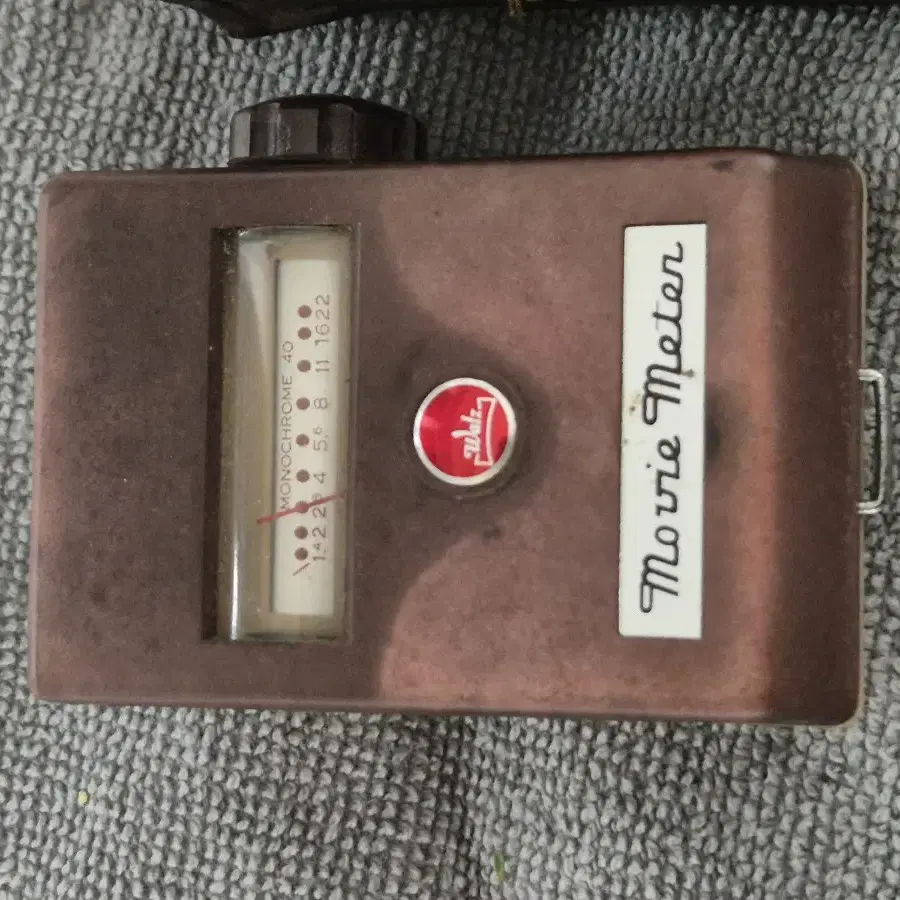 MONOCHROME 40
1.4 2 2.8 4 5.6 8 11 16 22
Walz
Movie Meter